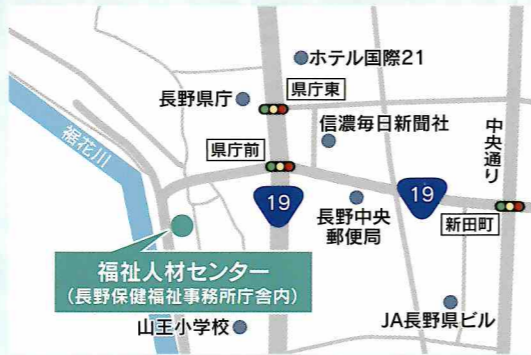 ホテル国際21
県庁東
長野県庁
信濃毎日新聞社
中央通り
県庁前
裾花川
19
19
長野中央
郵便局
新田町
福祉人材センター
(長野保健福祉事務所庁舎内)
山王小学校
JA長野県ビル